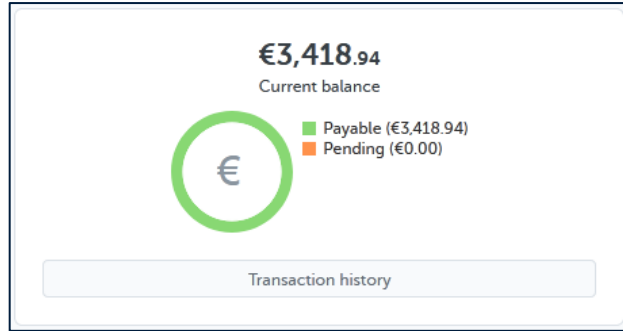 €3,418.94
Current balance
€
Payable (€3,418.94)
Pending (€0.00)
Transaction history